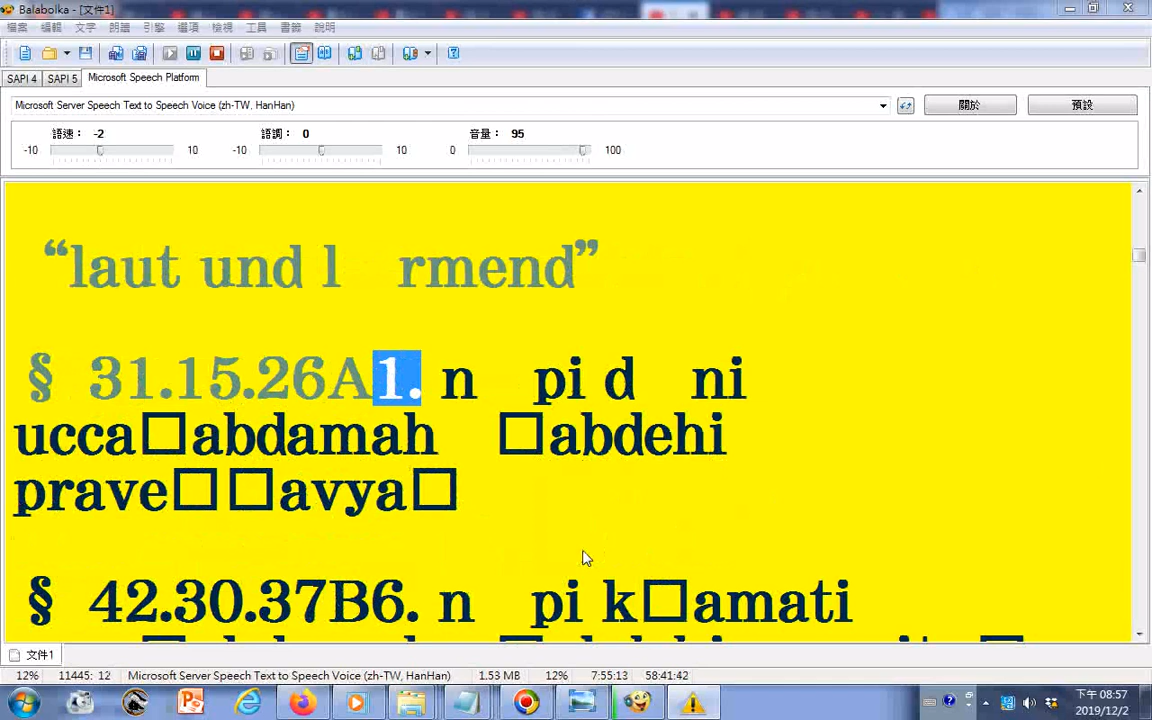 Balabolka - [文件1]
檔案 編輯 文字 朗讀 引擎 選項 檢視 工具 書籤 說明
SAPI 4 SAPI 5 Microsoft Speech Platform
Microsoft Server Speech Text to Speech Voice (zh-TW, HanHan) 關於 預設
語速： -2 語調： 0 音量： 95
-10 10 -10 10 0 100
“laut und l rmend”
§ 31.15.26A1. n pi d ni
ucca□abdamah □abdehi
prave□□avya□
§ 42.30.37B6. n pi k□amati
文件1
12% 11445: 12 Microsoft Server Speech Text to Speech Voice (zh-TW, HanHan) 1.53 MB 12% 7:55:13 58:41:42
下午 08:57
2019/12/2